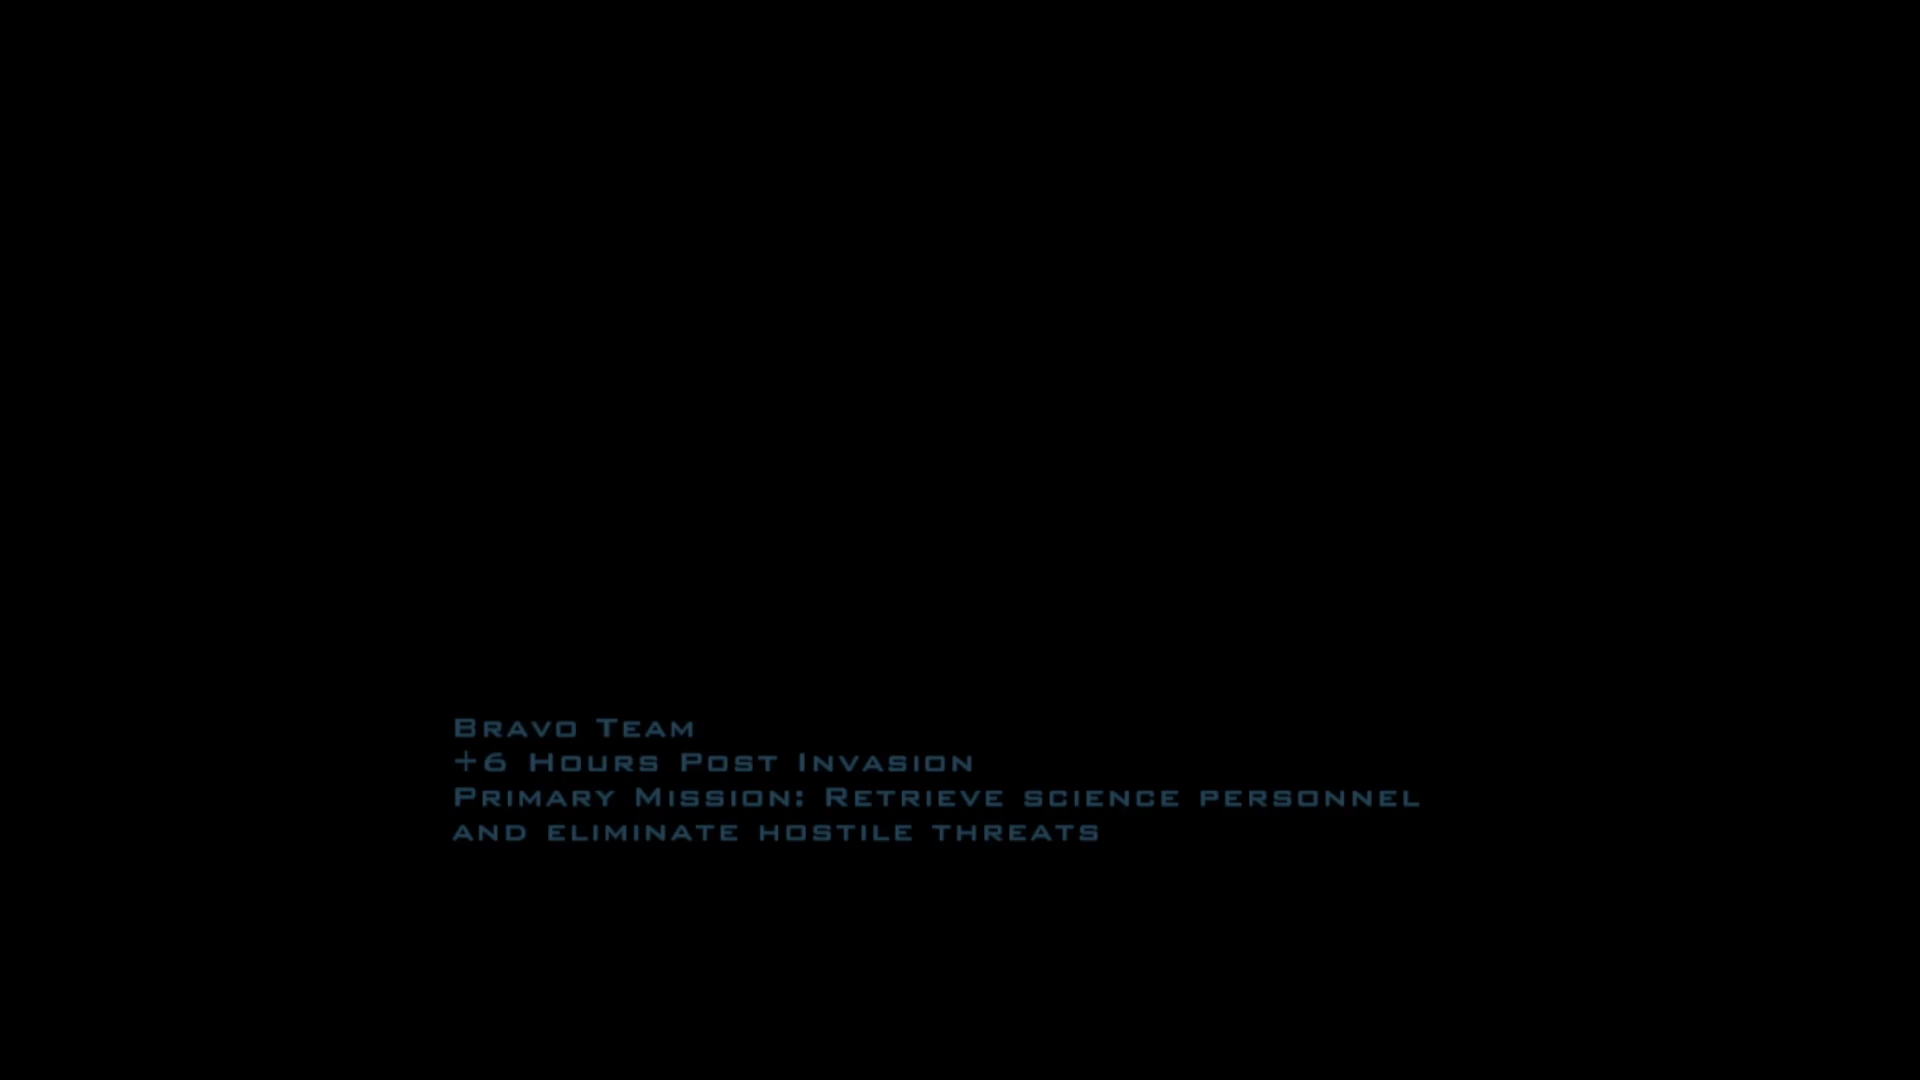 Bravo Team
+6 Hours Post Invasion
Primary Mission: Retrieve science personnel
and eliminate hostile threats